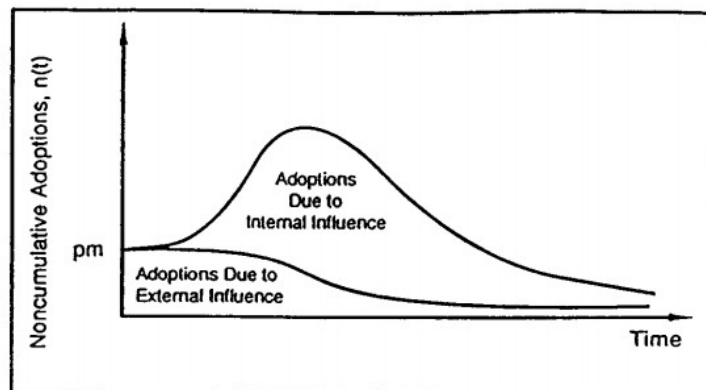 Noncumulative Adoptions, n(t)
Adoptions
Due to
Internal Influence
pm
Adoptions Due to
External Influence
Time